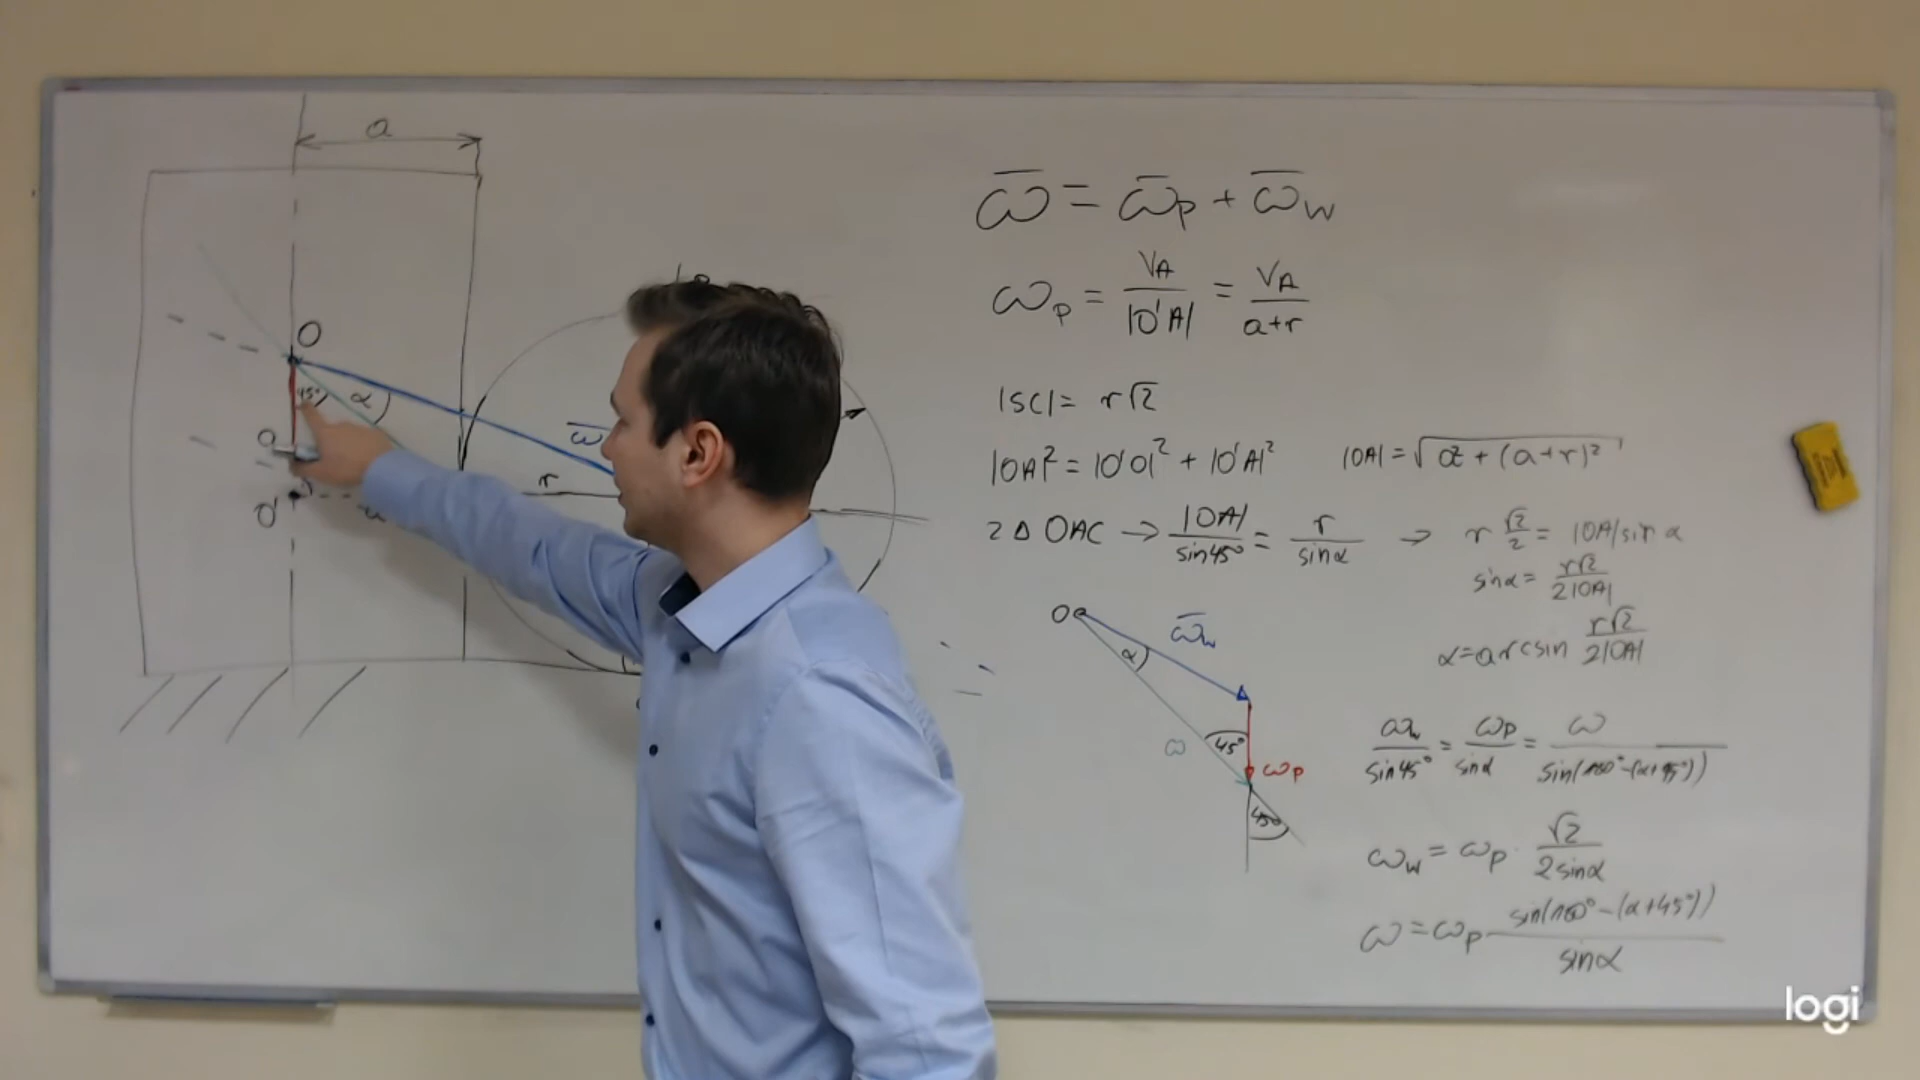 a
O
45°
α
a
O'
r
ω̅
ω̅ = ω̅p + ω̅w
ωp = VA / |O'A| = VA / a+r
|SC| = r√2
|OA|² = |O'O|² + |O'A|²
|OA| = √a² + (a+r)²
z Δ OAC → |OA| / sin45° = r / sinα → r √2/2 = |OA| sin α
sinα = r√2 / 2|OA|
α = arcsin r√2 / 2|OA|
O
ω̅w
α
45°
ω
ωp
45°
ωw / sin45° = ωp / sinα = ω / sin(180°-(α+45°))
ωw = ωp · √2 / 2sinα
ω = ωp sin(180°-(α+45°)) / sinα
logi